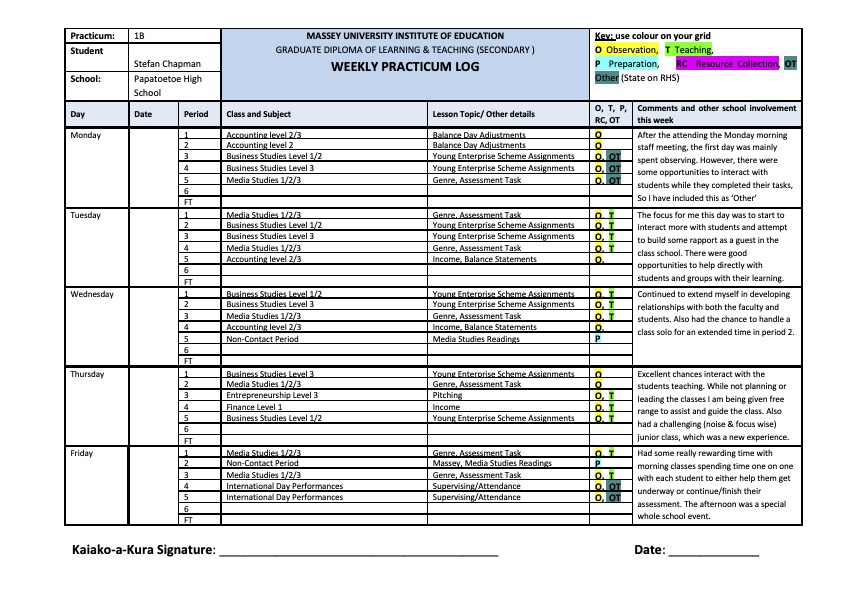 Practicum: 1B
MASSEY UNIVERSITY INSTITUTE OF EDUCATION
Key: use colour on your grid
Student
Stefan Chapman
GRADUATE DIPLOMA OF LEARNING & TEACHING (SECONDARY )
O Observation, T Teaching,
WEEKLY PRACTICUM LOG
P Preparation, RC Resource Collection, OT
School: Papatoetoe High
School
Other (State on RHS)
Day Date Period Class and Subject Lesson Topic/ Other details O, T, P,
RC, OT
Comments and other school involvement
this week
Monday
1 Accounting level 2/3 Balance Day Adjustments O
2 Accounting level 2 Balance Day Adjustments O
3 Business Studies Level 1/2 Young Enterprise Scheme Assignments O, OT
4 Business Studies Level 3 Young Enterprise Scheme Assignments O, OT
5 Media Studies 1/2/3 Genre, Assessment Task O, OT
6
FT
After the attending the Monday morning
staff meeting, the first day was mainly
spent observing. However, there were
some opportunities to interact with
students while they completed their tasks,
So I have included this as ‘Other’
Tuesday
1 Media Studies 1/2/3 Genre, Assessment Task O, T
2 Business Studies Level 1/2 Young Enterprise Scheme Assignments O, T
3 Business Studies Level 3 Young Enterprise Scheme Assignments O, T
4 Media Studies 1/2/3 Genre, Assessment Task O, T
5 Accounting level 2/3 Income, Balance Statements O,
6
FT
The focus for me this day was to start to
interact more with students and attempt
to build some rapport as a guest in the
class school. There were good
opportunities to help directly with
students and groups with their learning.
Wednesday
1 Business Studies Level 1/2 Young Enterprise Scheme Assignments O, T
2 Business Studies Level 3 Young Enterprise Scheme Assignments O, T
3 Media Studies 1/2/3 Genre, Assessment Task O, T
4 Accounting level 2/3 Income, Balance Statements O,
5 Non-Contact Period Media Studies Readings P
6
FT
Continued to extend myself in developing
relationships with both the faculty and
students. Also had the chance to handle a
class solo for an extended time in period 2.
Thursday
1 Business Studies Level 3 Young Enterprise Scheme Assignments O
2 Media Studies 1/2/3 Genre, Assessment Task O
3 Entrepreneurship Level 3 Pitching O, T
4 Finance Level 1 Income O, T
5 Business Studies Level 1/2 Young Enterprise Scheme Assignments O, T
6
FT
Excellent chances interact with the
students teaching. While not planning or
leading the classes I am being given free
range to assist and guide the class. Also
had a challenging (noise & focus wise)
junior class, which was a new experience.
Friday
1 Media Studies 1/2/3 Genre, Assessment Task O, T
2 Non-Contact Period Massey, Media Studies Readings P
3 Media Studies 1/2/3 Genre, Assessment Task O, T
4 International Day Performances Supervising/Attendance O, OT
5 International Day Performances Supervising/Attendance O, OT
6
FT
Had some really rewarding time with
morning classes spending time one on one
with each student to either help them get
underway or continue/finish their
assessment. The afternoon was a special
whole school event.
Kaiako-a-Kura Signature: ____________________ Date: ____________